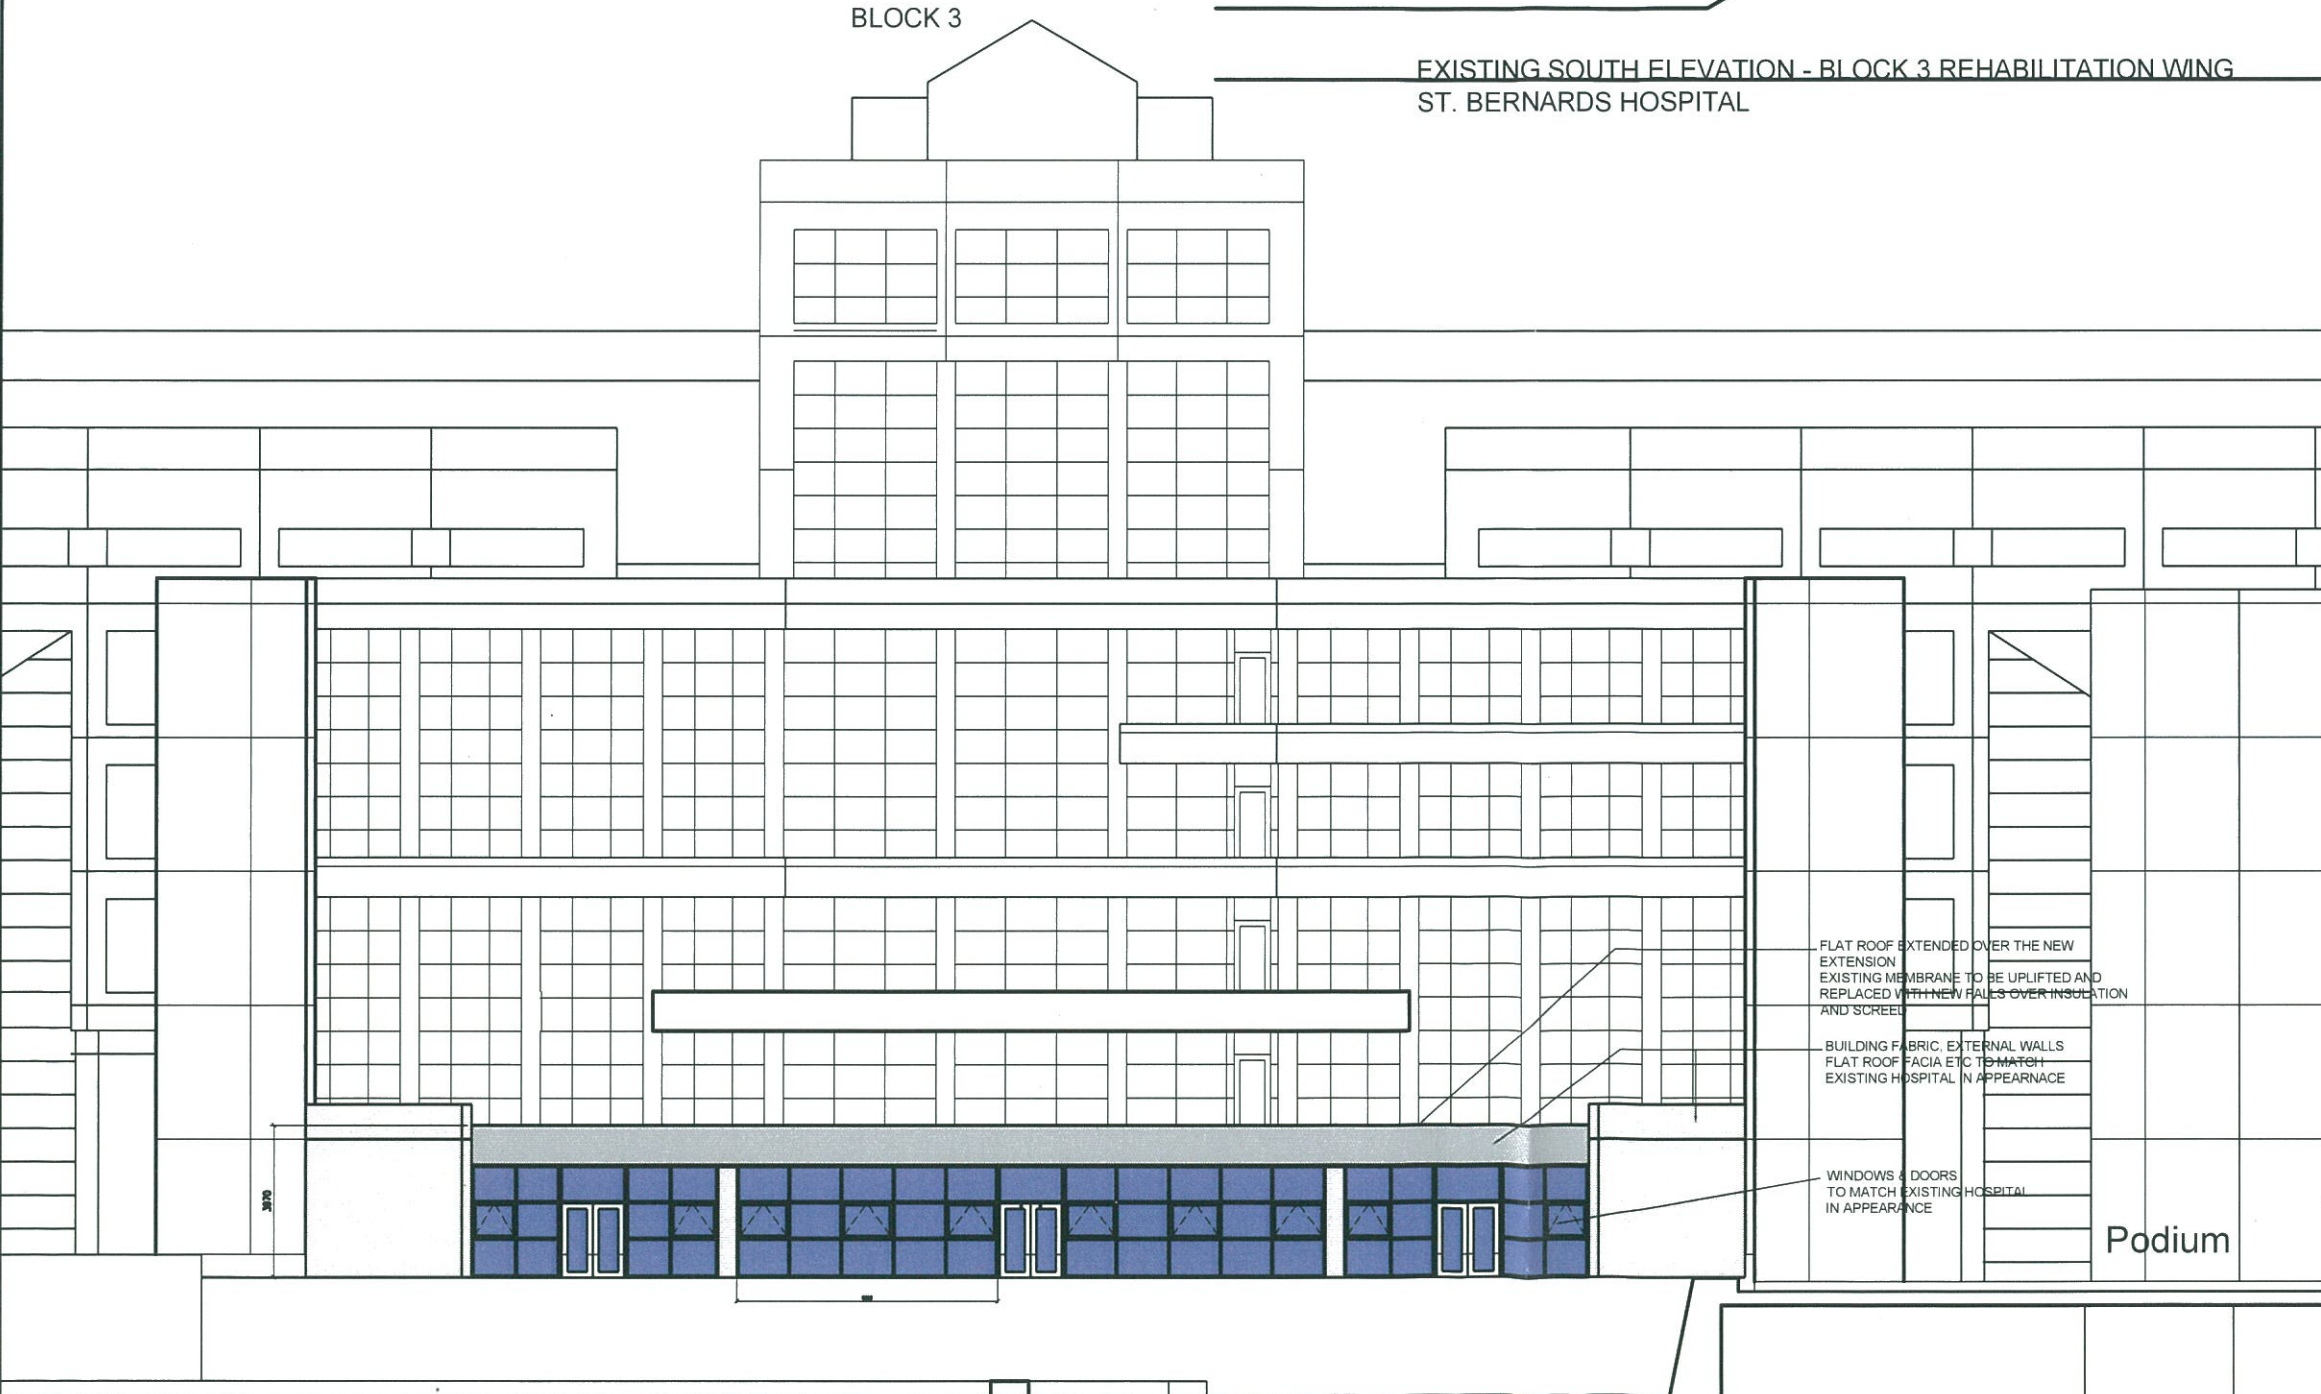 BLOCK 3
EXISTING SOUTH ELEVATION - BLOCK 3 REHABILITATION WING
ST. BERNARDS HOSPITAL
FLAT ROOF EXTENDED OVER THE NEW
EXTENSION
EXISTING MEMBRANE TO BE UPLIFTED AND
REPLACED WITH NEW FALLS OVER INSULATION
AND SCREED
BUILDING FABRIC, EXTERNAL WALLS
FLAT ROOF FACIA ETC TO MATCH
EXISTING HOSPITAL IN APPEARNACE
WINDOWS & DOORS
TO MATCH EXISTING HOSPITAL
IN APPEARANCE
3970
Podium